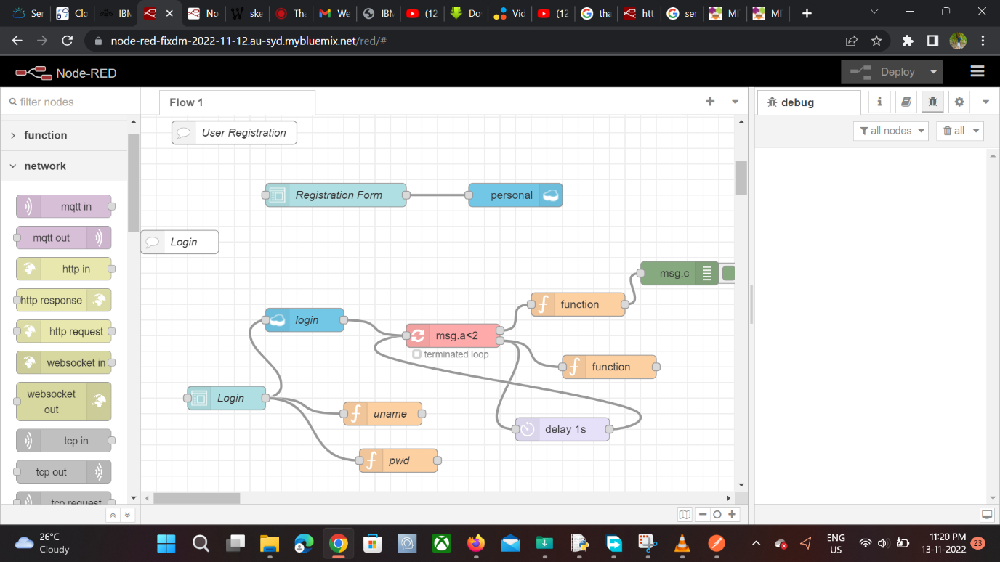 Ser
Clo
IBM
No
ske
Tha
We
IBM
(12
Do
Vid
(12
tha
htt
ser
MI
MI
node-red-fixdm-2022-11-12.au-syd.mybluemix.net/red/#
Node-RED
Deploy
filter nodes
Flow 1
debug
all nodes
all
function
network
mqtt in
mqtt out
http in
http response
http request
websocket in
websocket
out
tcp in
tcp out
tcp request
User Registration
Registration Form
personal
Login
msg.c
function
login
msg.a<2
terminated loop
function
Login
uname
delay 1s
pwd
26°C
Cloudy
ENG
US
11:20 PM
13-11-2022
23